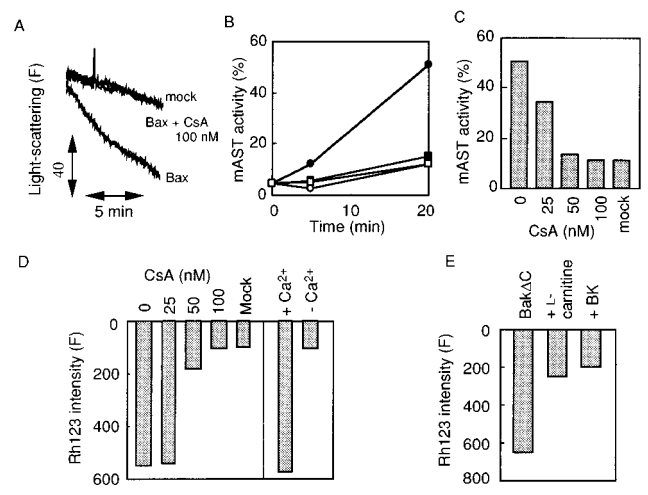 A
Light-scattering (F)
40
5 min
mock
Bax + CsA
100 nM
Bax
B
mAST activity (%)
60
40
20
0
0
10
20
Time (min)
C
mAST activity (%)
60
40
20
0
0
25
50
100
mock
CsA (nM)
D
CsA (nM)
0
25
50
100
Mock
+ Ca2+
- Ca2+
Rh123 intensity (F)
0
200
400
600
E
BakΔC
+ L-
carnitine
+ BK
Rh123 intensity (F)
0
200
400
600
800